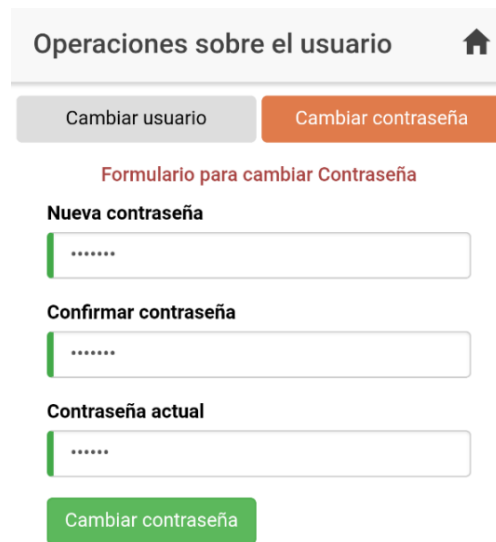 Operaciones sobre el usuario
Cambiar usuario
Cambiar contraseña
Formulario para cambiar Contraseña
Nueva contraseña
•••••••
Confirmar contraseña
•••••••
Contraseña actual
••••••
Cambiar contraseña